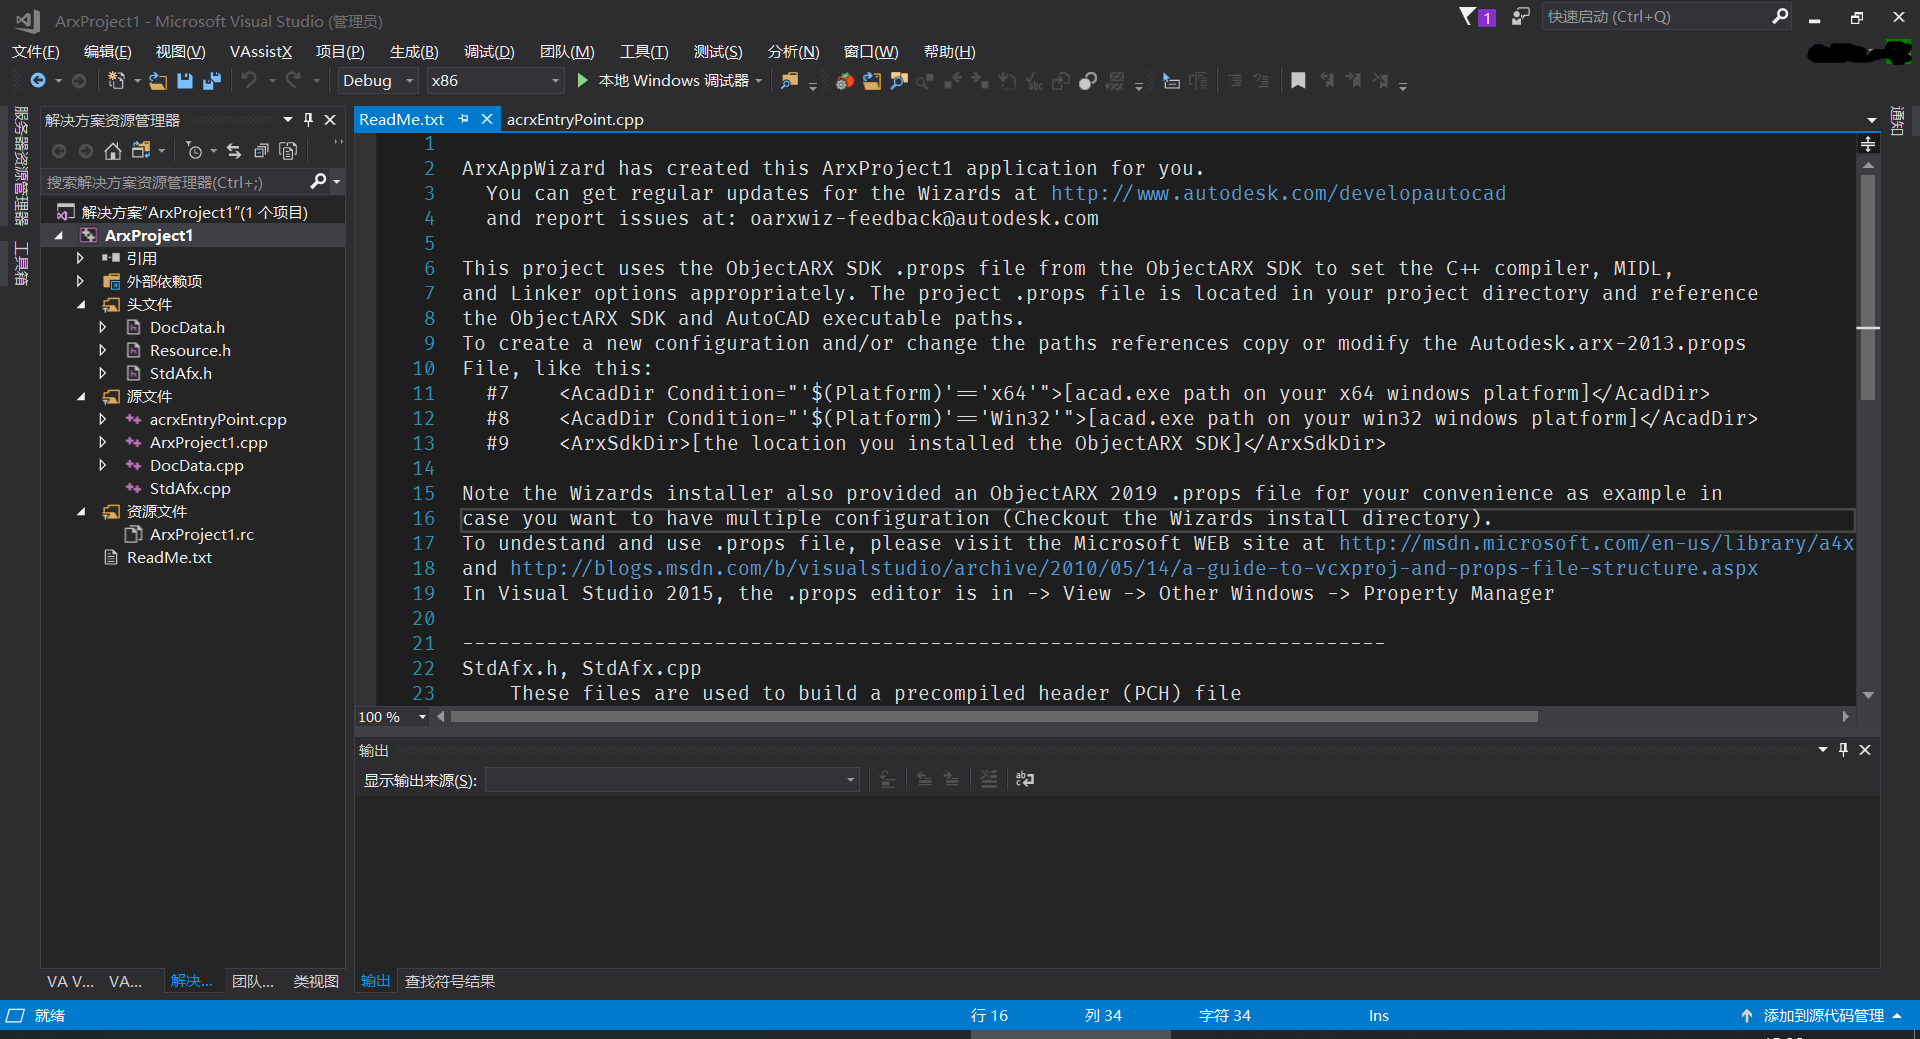 ArxProject1 - Microsoft Visual Studio (管理员)
1
快速启动 (Ctrl+Q)
文件(F) 编辑(E) 视图(V) VAssistX 项目(P) 生成(B) 调试(D) 团队(M) 工具(T) 测试(S) 分析(N) 窗口(W) 帮助(H)
Debug x86 本地 Windows 调试器
服务器资源管理器
工具箱
解决方案资源管理器
搜索解决方案资源管理器(Ctrl+;)
解决方案"ArxProject1"(1 个项目)
ArxProject1
引用
外部依赖项
头文件
DocData.h
Resource.h
StdAfx.h
源文件
acrxEntryPoint.cpp
ArxProject1.cpp
DocData.cpp
StdAfx.cpp
资源文件
ArxProject1.rc
ReadMe.txt
VA V... VA... 解决... 团队... 类视图
ReadMe.txt acrxEntryPoint.cpp
通知
1
2 ArxAppWizard has created this ArxProject1 application for you.
3 You can get regular updates for the Wizards at http://www.autodesk.com/developautocad
4 and report issues at: oarxwiz-feedback@autodesk.com
5
6 This project uses the ObjectARX SDK .props file from the ObjectARX SDK to set the C++ compiler, MIDL,
7 and Linker options appropriately. The project .props file is located in your project directory and reference
8 the ObjectARX SDK and AutoCAD executable paths.
9 To create a new configuration and/or change the paths references copy or modify the Autodesk.arx-2013.props
10 File, like this:
11 #7 <AcadDir Condition="'$(Platform)'=='x64'">[acad.exe path on your x64 windows platform]</AcadDir>
12 #8 <AcadDir Condition="'$(Platform)'=='Win32'">[acad.exe path on your win32 windows platform]</AcadDir>
13 #9 <ArxSdkDir>[the location you installed the ObjectARX SDK]</ArxSdkDir>
14
15 Note the Wizards installer also provided an ObjectARX 2019 .props file for your convenience as example in
16 case you want to have multiple configuration (Checkout the Wizards install directory).
17 To undestand and use .props file, please visit the Microsoft WEB site at http://msdn.microsoft.com/en-us/library/a4x
18 and http://blogs.msdn.com/b/visualstudio/archive/2010/05/14/a-guide-to-vcxproj-and-props-file-structure.aspx
19 In Visual Studio 2015, the .props editor is in -> View -> Other Windows -> Property Manager
20
21 -----------------------------------------------------------------------------
22 StdAfx.h, StdAfx.cpp
23 These files are used to build a precompiled header (PCH) file
100 %
输出
显示输出来源(S):
输出 查找符号结果
就绪 行 16 列 34 字符 34 Ins 添加到源代码管理